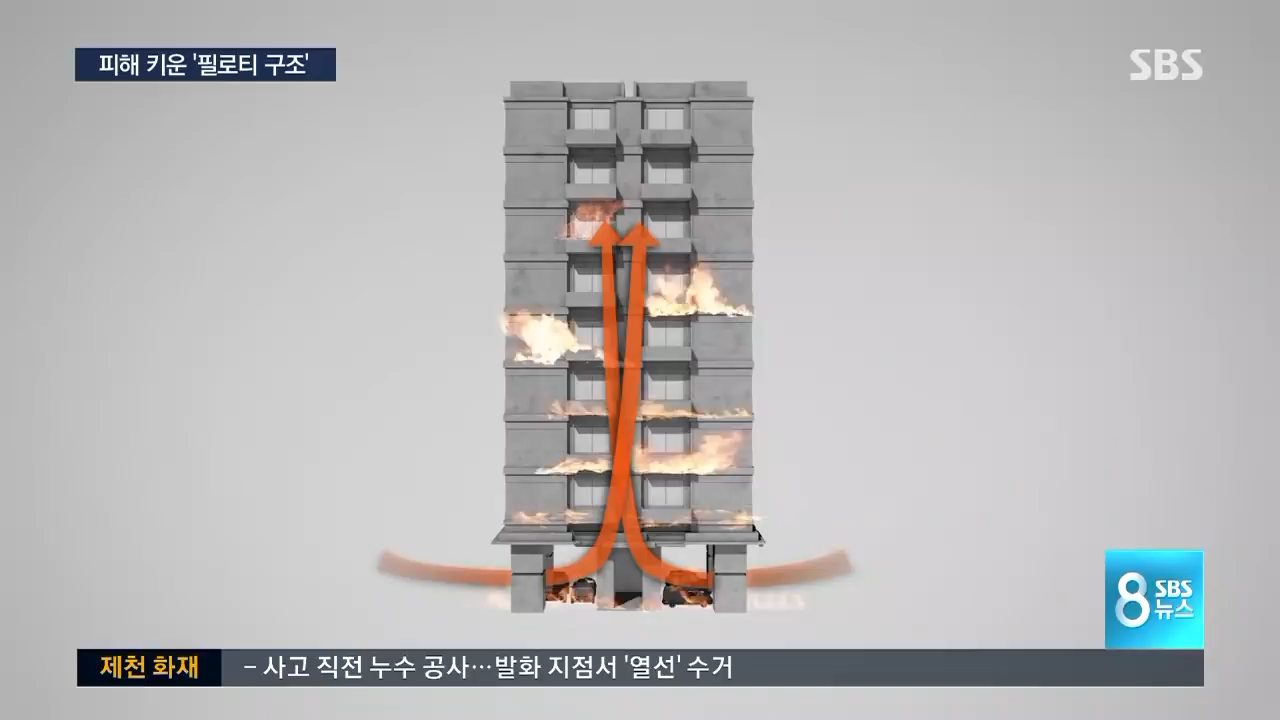 피해 키운 '필로티 구조'
SBS
8 SBS 뉴스
제천 화재 - 사고 직전 누수 공사…발화 지점서 '열선' 수거